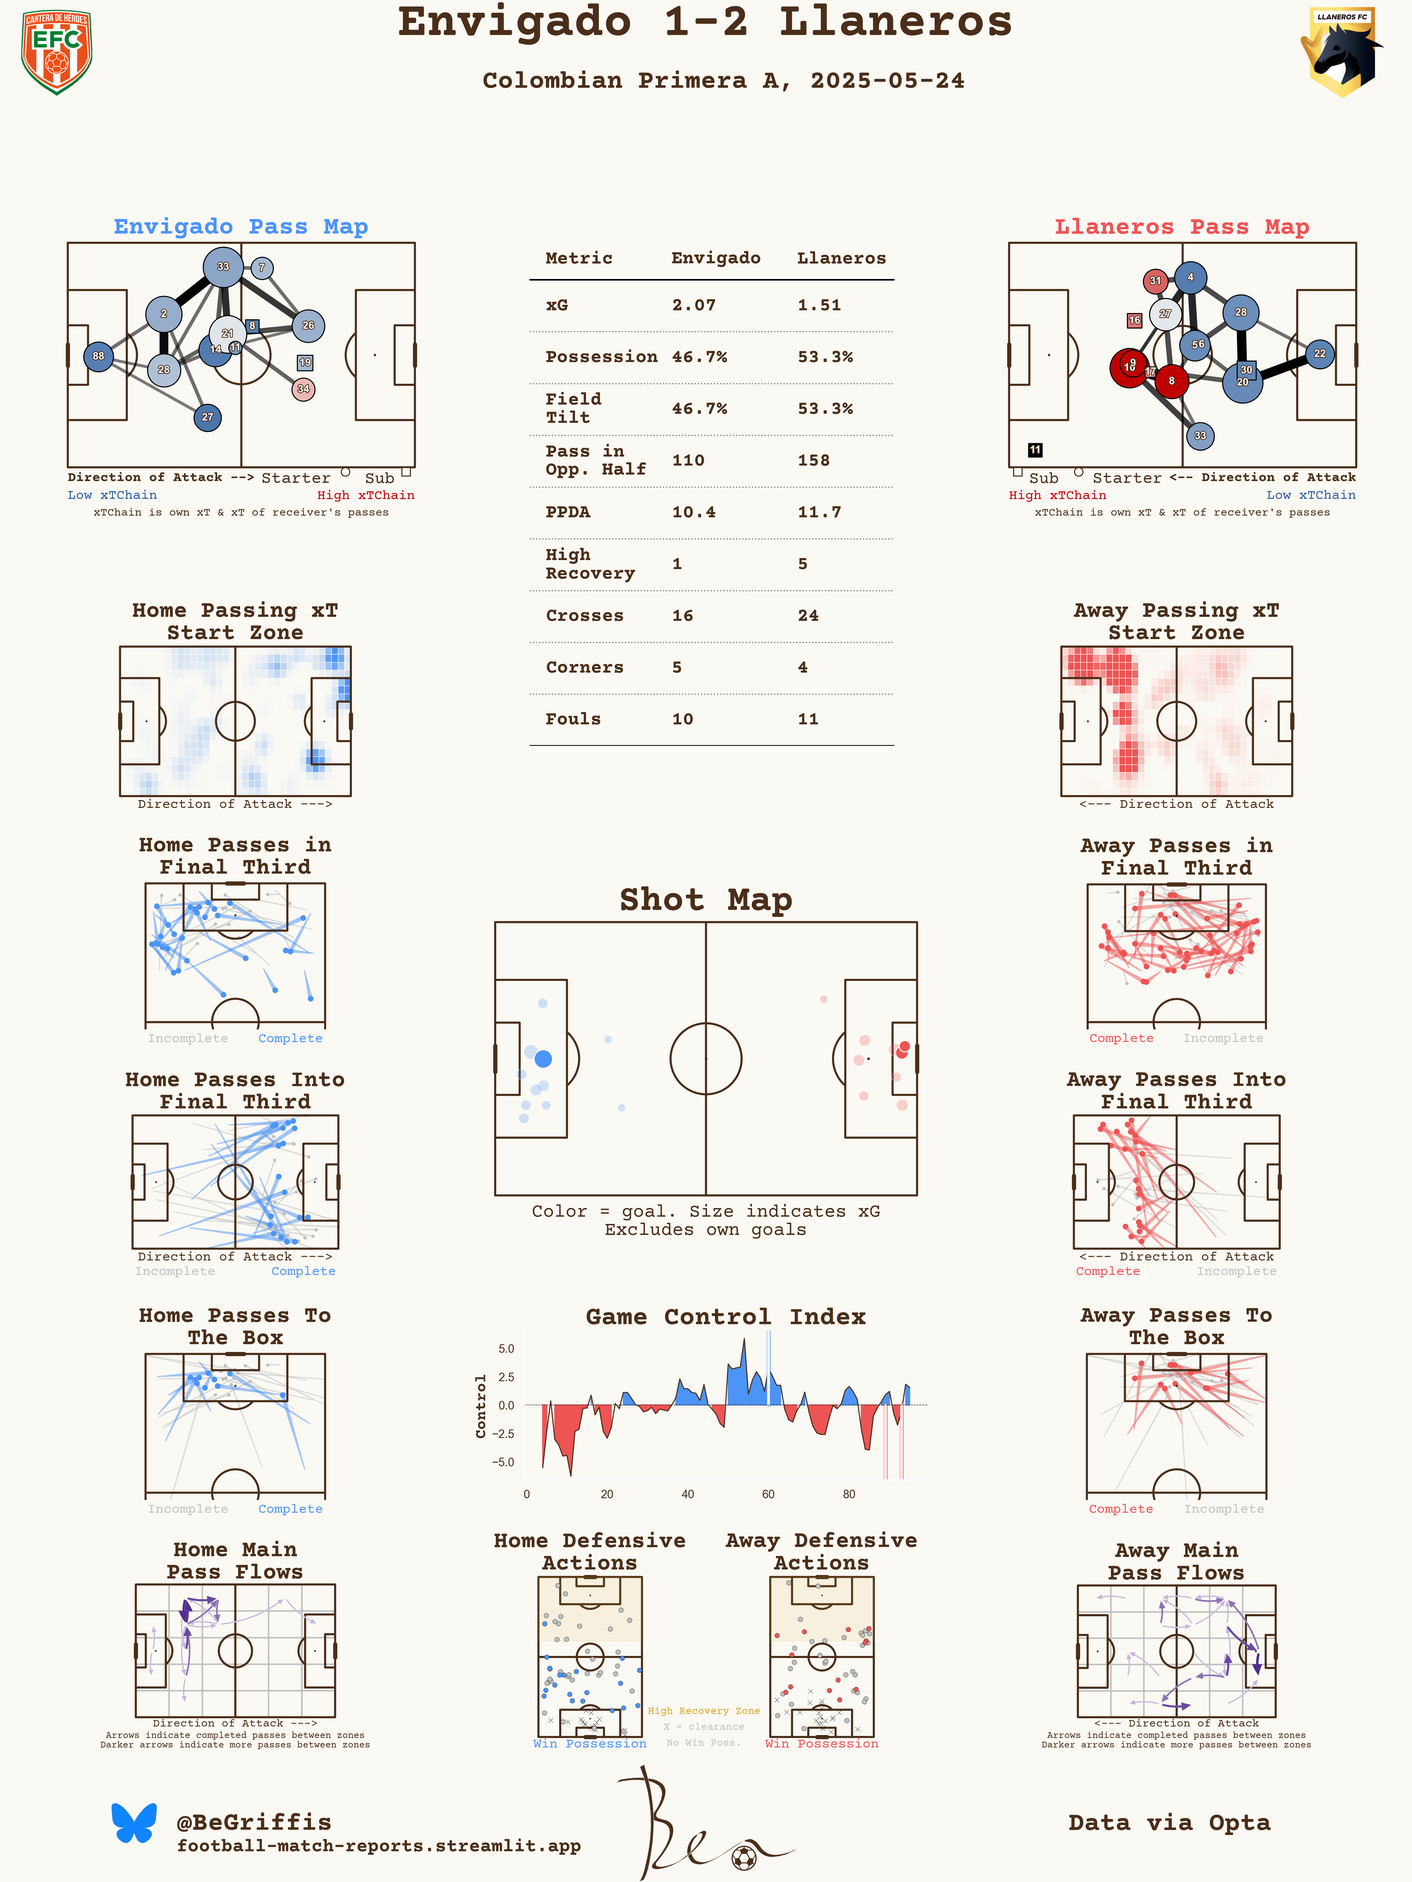 Envigado 1-2 Llaneros
Colombian Primera A, 2025-05-24
CANTERA DE HEROES
EFC
LLANEROS FC
Envigado Pass Map
33
7
2
8
26
21
14
11
88
28
19
34
27
Direction of Attack --> Starter Sub
Low xTChain High xTChain
xTChain is own xT & xT of receiver's passes
Metric Envigado Llaneros
xG 2.07 1.51
Possession 46.7% 53.3%
Field
Tilt 46.7% 53.3%
Pass in
Opp. Half 110 158
PPDA 10.4 11.7
High
Recovery 1 5
Crosses 16 24
Corners 5 4
Fouls 10 11
Llaneros Pass Map
31
4
16
27
28
56
22
9
10
17
8
30
20
33
11
Sub Starter <-- Direction of Attack
High xTChain Low xTChain
xTChain is own xT & xT of receiver's passes
Home Passing xT
Start Zone
Direction of Attack --->
Away Passing xT
Start Zone
<--- Direction of Attack
Home Passes in
Final Third
Incomplete Complete
Shot Map
Color = goal. Size indicates xG
Excludes own goals
Away Passes in
Final Third
Complete Incomplete
Home Passes Into
Final Third
Direction of Attack --->
Incomplete Complete
Away Passes Into
Final Third
<--- Direction of Attack
Complete Incomplete
Home Passes To
The Box
Incomplete Complete
Game Control Index
Control
5.0
2.5
0.0
−2.5
−5.0
0 20 40 60 80
Away Passes To
The Box
Complete Incomplete
Home Main
Pass Flows
Direction of Attack --->
Arrows indicate completed passes between zones
Darker arrows indicate more passes between zones
Home Defensive
Actions
Win Possession
High Recovery Zone
X = clearance
No Win Poss.
Away Defensive
Actions
Win Possession
Away Main
Pass Flows
<--- Direction of Attack
Arrows indicate completed passes between zones
Darker arrows indicate more passes between zones
@BeGriffis
football-match-reports.streamlit.app
Ben
Data via Opta